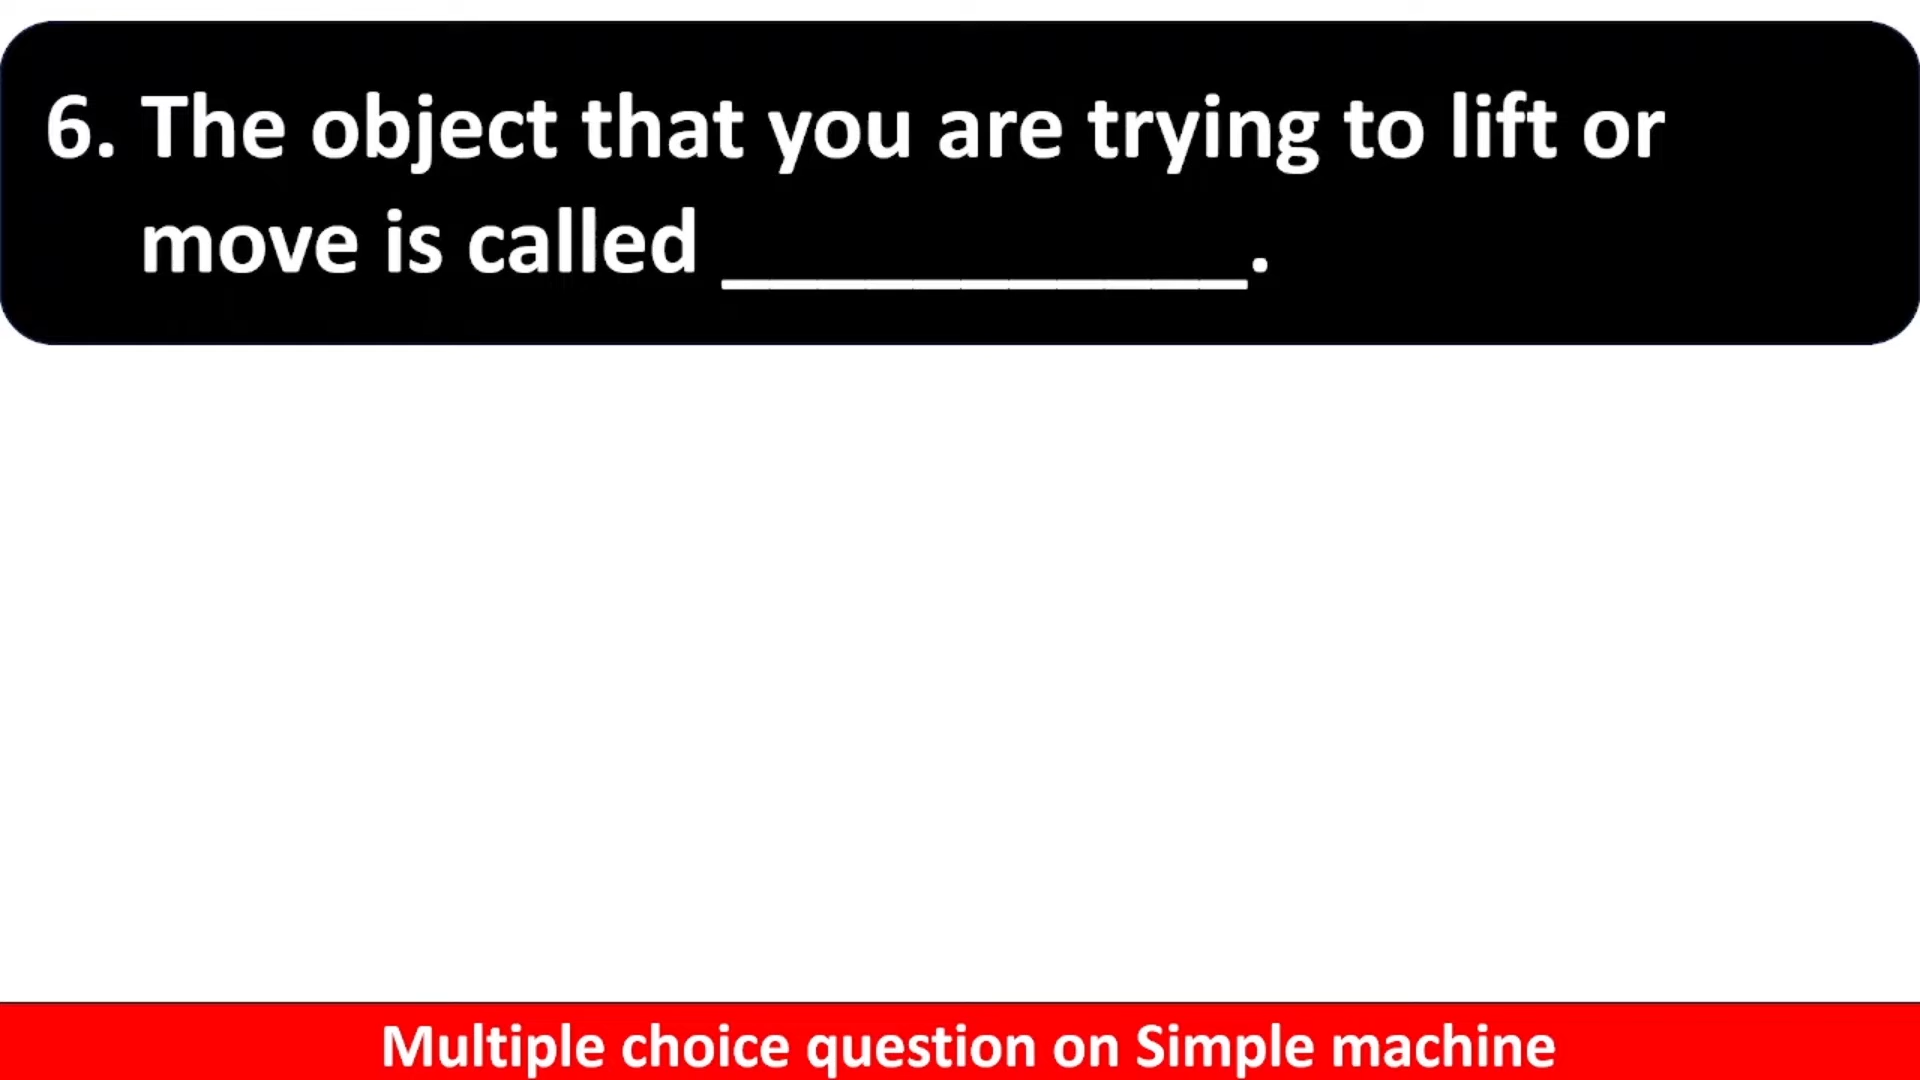 6. The object that you are trying to lift or
move is called ___________.
Multiple choice question on Simple machine